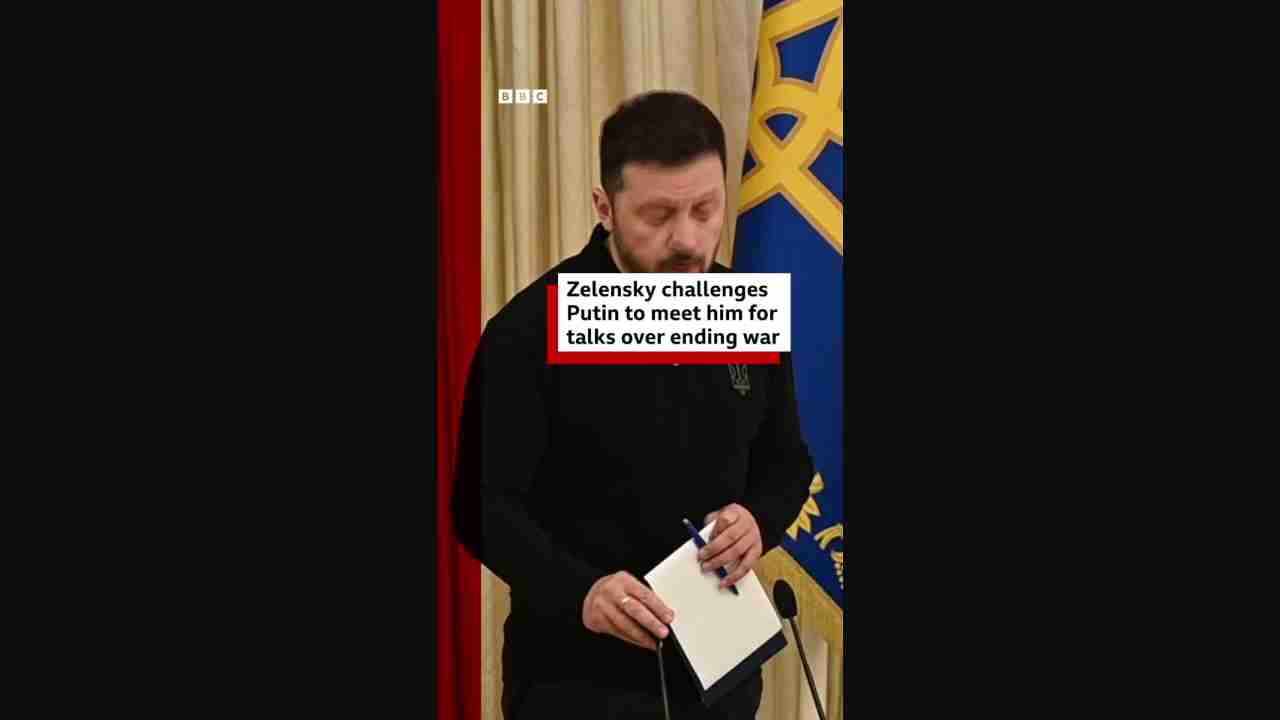 BBC
Zelensky challenges
Putin to meet him for
talks over ending war